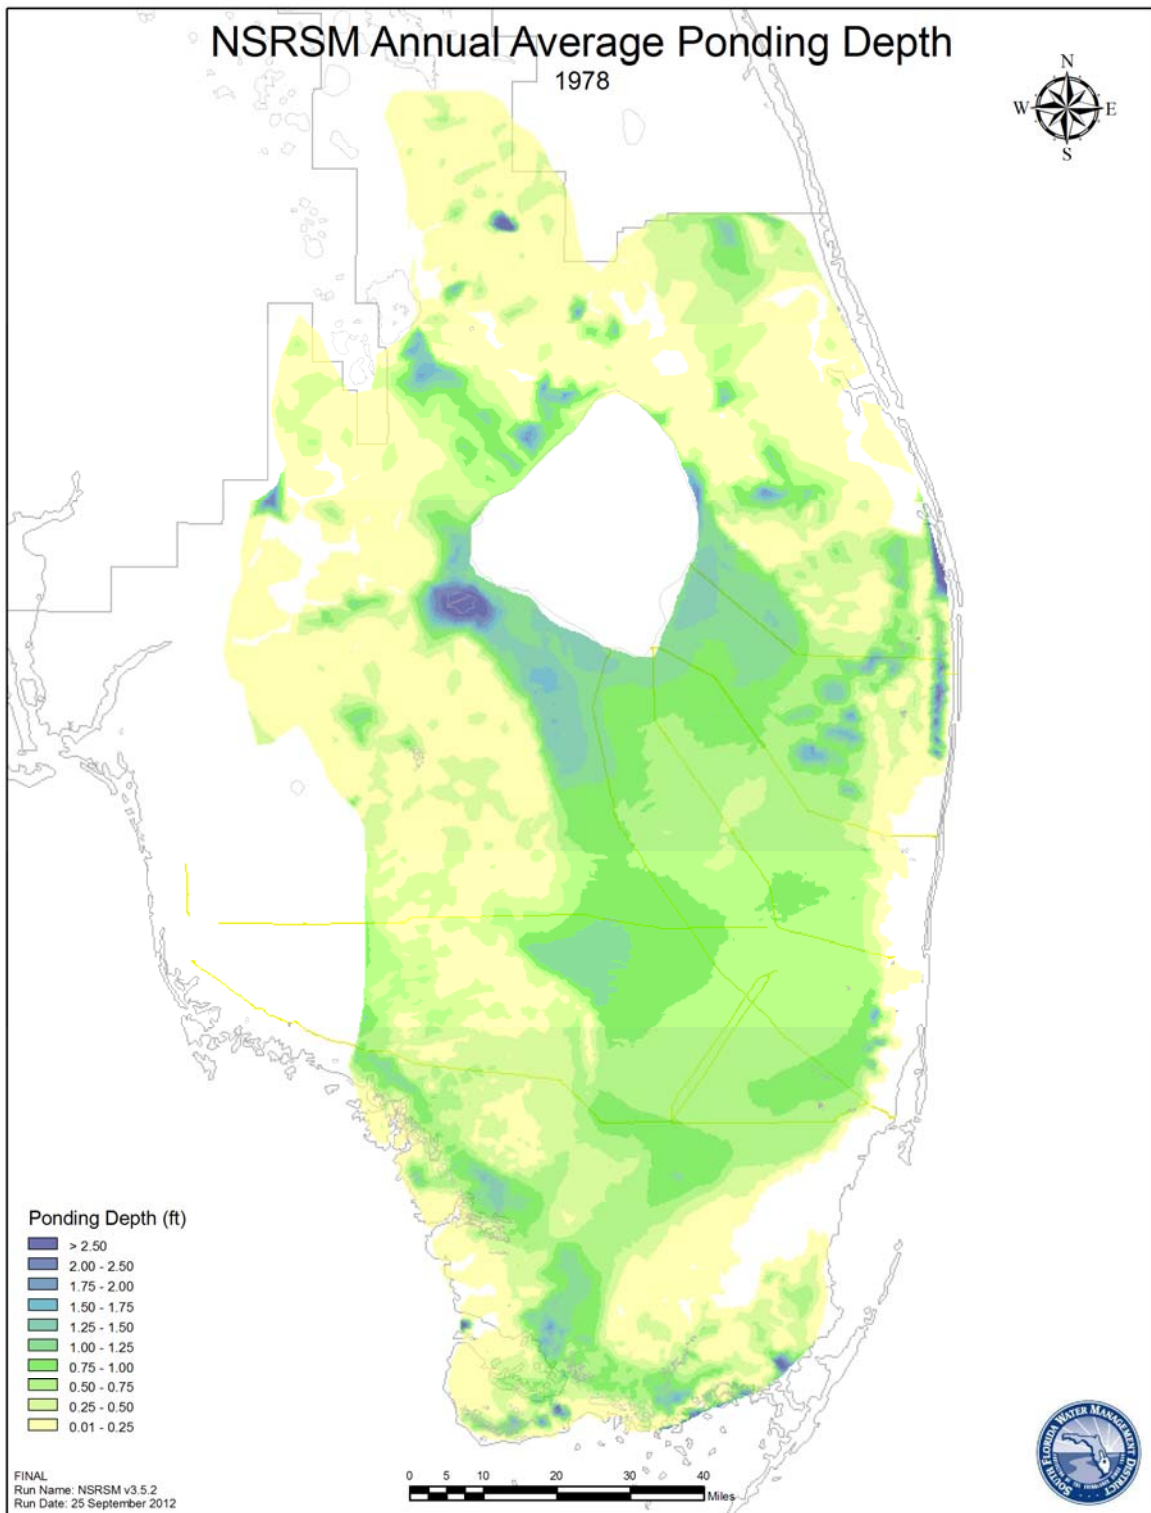 NSRSM Annual Average Ponding Depth
1978
N
W E
S
Ponding Depth (ft)
> 2.50
2.00 - 2.50
1.75 - 2.00
1.50 - 1.75
1.25 - 1.50
1.00 - 1.25
0.75 - 1.00
0.50 - 0.75
0.25 - 0.50
0.01 - 0.25
FINAL
Run Name: NSRSM v3.5.2
Run Date: 25 September 2012
0 5 10 20 30 40
Miles
SOUTH FLORIDA WATER MANAGEMENT DISTRICT